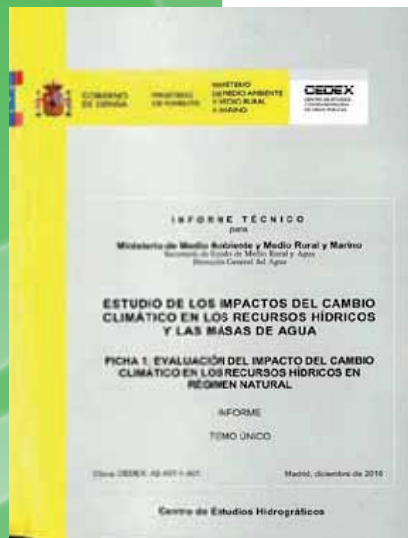 GOBIERNO
DE ESPAÑA
MINISTERIO
DE FOMENTO
MINISTERIO
DE MEDIO AMBIENTE
Y MEDIO RURAL
Y MARINO
CEDEX
INFORME TÉCNICO
para
Ministerio de Medio Ambiente y Medio Rural y Marino
Secretaría de Estado de Medio Rural y Agua
Dirección General del Agua
ESTUDIO DE LOS IMPACTOS DEL CAMBIO
CLIMÁTICO EN LOS RECURSOS HÍDRICOS
Y LAS MASAS DE AGUA
FICHA 1: EVALUACIÓN DEL IMPACTO DEL CAMBIO
CLIMÁTICO EN LOS RECURSOS HÍDRICOS EN
RÉGIMEN NATURAL
INFORME
TOMO ÚNICO
Clave CEDEX:
Madrid, diciembre de 2010
Centro de Estudios Hidrográficos